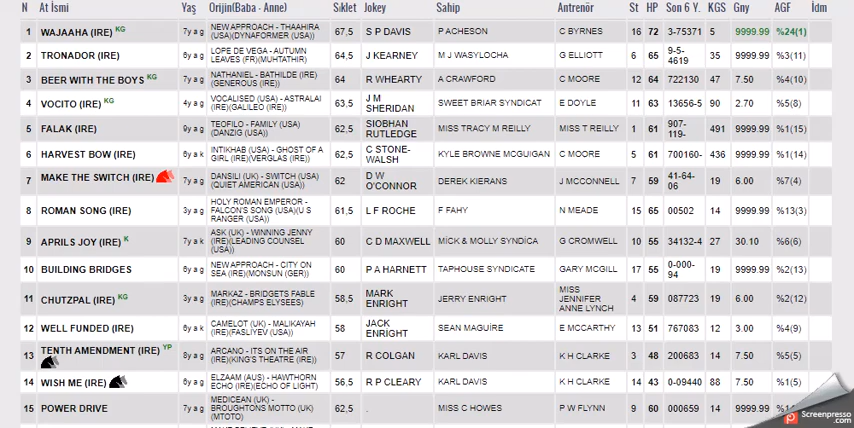 N At İsmi Yaş Orijin(Baba - Anne) Sıklet Jokey Sahip Antrenör St HP Son 6 Y. KGS Gny AGF İdm
1 WAJAAHA (IRE) KG 7y a g NEW APPROACH - THAAHIRA (USA)(DYNAFORMER (USA)) 67,5 S P DAVIS P ACHESON C BYRNES 16 72 3-75371 5 9999.99 %24(1)
2 TRONADOR (IRE) 6y a g LOPE DE VEGA - AUTUMN LEAVES (FR)(MUHTATHIR) 64,5 J KEARNEY M J WASYLOCHA G ELLIOTT 6 65 9-5-4619 35 9999.99 %3(11)
3 BEER WITH THE BOYS KG 7y a g NATHANIEL - BATHILDE (IRE)(GENEROUS (IRE)) 64 R WHEARTY A CRAWFORD C MOORE 12 64 722130 47 7.50 %4(10)
4 VOCITO (IRE) KG 4y a g VOCALISED (USA) - ASTRALAI (IRE)(GALILEO (IRE)) 63,5 J M SHERIDAN SWEET BRIAR SYNDICAT E DOYLE 11 63 13656-5 90 2.70 %5(8)
5 FALAK (IRE) 9y a g TEOFILO - FAMILY (USA)(DANZIG (USA)) 62,5 SIOBHAN RUTLEDGE MISS TRACY M REILLY MISS T REILLY 1 61 907-119- 491 9999.99 %1(15)
6 HARVEST BOW (IRE) 6y a k INTIKHAB (USA) - GHOST OF A GIRL (IRE)(VERGLAS (IRE)) 62,5 C STONE-WALSH KYLE BROWNE MCGUIGAN C MOORE 5 61 700160- 436 9999.99 %1(14)
7 MAKE THE SWITCH (IRE) 7y a g DANSILI (UK) - SWITCH (USA)(QUIET AMERICAN (USA)) 62 D W O'CONNOR DEREK KIERANS J MCCONNELL 7 59 41-64-06 19 6.00 %7(4)
8 ROMAN SONG (IRE) 3y a g HOLY ROMAN EMPEROR - FALCON'S SONG (USA)(U S RANGER (USA)) 61,5 L F ROCHE F FAHY N MEADE 15 65 00502 14 9999.99 %13(3)
9 APRILS JOY (IRE) K 7y a k ASK (UK) - WINNING JENNY (IRE)(LEADING COUNSEL (USA)) 60 C D MAXWELL MİCK & MOLLY SYNDİCA G CROMWELL 10 55 34132-4 27 30.10 %6(6)
10 BUILDING BRIDGES 6y a g NEW APPROACH - CITY ON SEA (IRE)(MONSUN (GER)) 60 P A HARNETT TAPHOUSE SYNDICATE GARY MCGILL 17 55 0-000-94 19 9999.99 %2(13)
11 CHUTZPAL (IRE) KG 3y a g MARKAZ - BRIDGETS FABLE (IRE)(CHAMPS ELYSEES) 58,5 MARK ENRIGHT JERRY ENRIGHT MISS JENNIFER ANNE LYNCH 4 59 087723 19 6.00 %2(12)
12 WELL FUNDED (IRE) 6y a k CAMELOT (UK) - MALIKAYAH (IRE)(FASLIYEV (USA)) 58 JACK ENRIGHT SEAN MAGUİRE E MCCARTHY 13 51 767083 12 3.00 %4(9)
13 TENTH AMENDMENT (IRE) YP 8y a g ARCANO - ITS ON THE AIR (IRE)(KING'S THEATRE (IRE)) 57 R COLGAN KARL DAVIS K H CLARKE 3 48 200683 14 7.50 %5(5)
14 WISH ME (IRE) 6y a g ELZAAM (AUS) - HAWTHORN ECHO (IRE)(ECHO OF LIGHT) 56,5 R P CLEARY KARL DAVIS K H CLARKE 14 43 0-09440 88 7.50 %1(5)
15 POWER DRIVE 7y a g MEDICEAN (UK) - BROUGHTONS MOTTO (UK)(MTOTO) 62,5 . MISS C HOWES P W FLYNN 9 60 000659 14 9999.99
Screenpresso.com